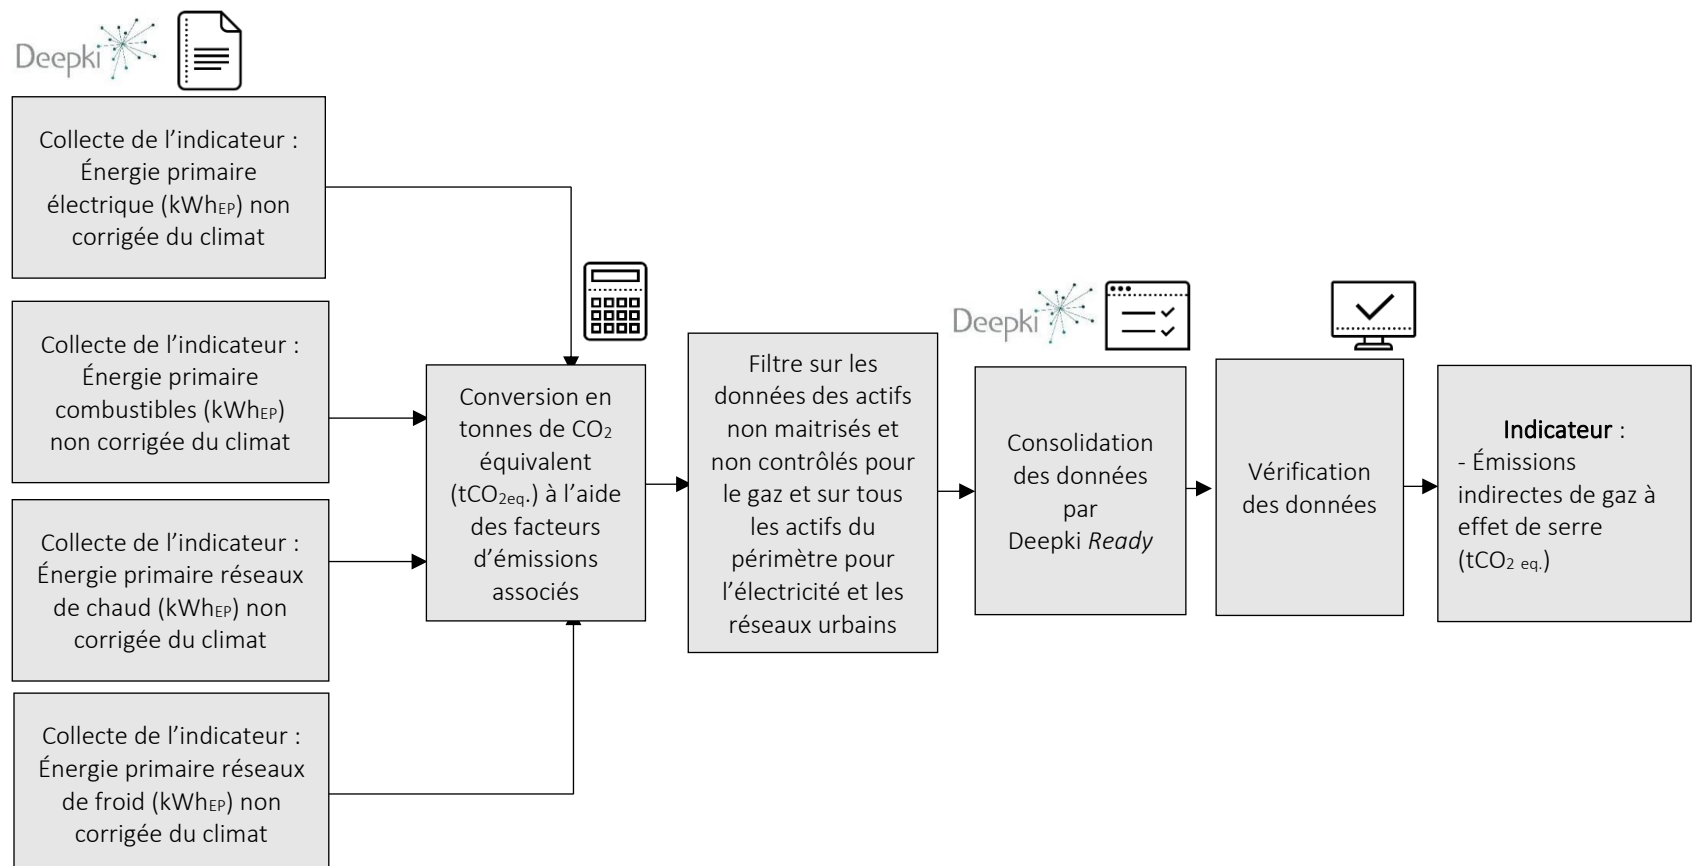 Deepki
Collecte de l’indicateur :
Énergie primaire
électrique (kWhEP) non
corrigée du climat
Collecte de l’indicateur :
Énergie primaire
combustibles (kWhEP)
non corrigée du climat
Collecte de l’indicateur :
Énergie primaire réseaux
de chaud (kWhEP) non
corrigée du climat
Collecte de l’indicateur :
Énergie primaire réseaux
de froid (kWhEP) non
corrigée du climat
Conversion en
tonnes de CO2
équivalent
(tCO2eq.) à l’aide
des facteurs
d’émissions
associés
Filtre sur les
données des actifs
non maitrisés et
non contrôlés pour
le gaz et sur tous
les actifs du
périmètre pour
l’électricité et les
réseaux urbains
Deepki
Consolidation
des données
par
Deepki Ready
Vérification
des données
Indicateur :
- Émissions
indirectes de gaz à
effet de serre
(tCO2 eq.)